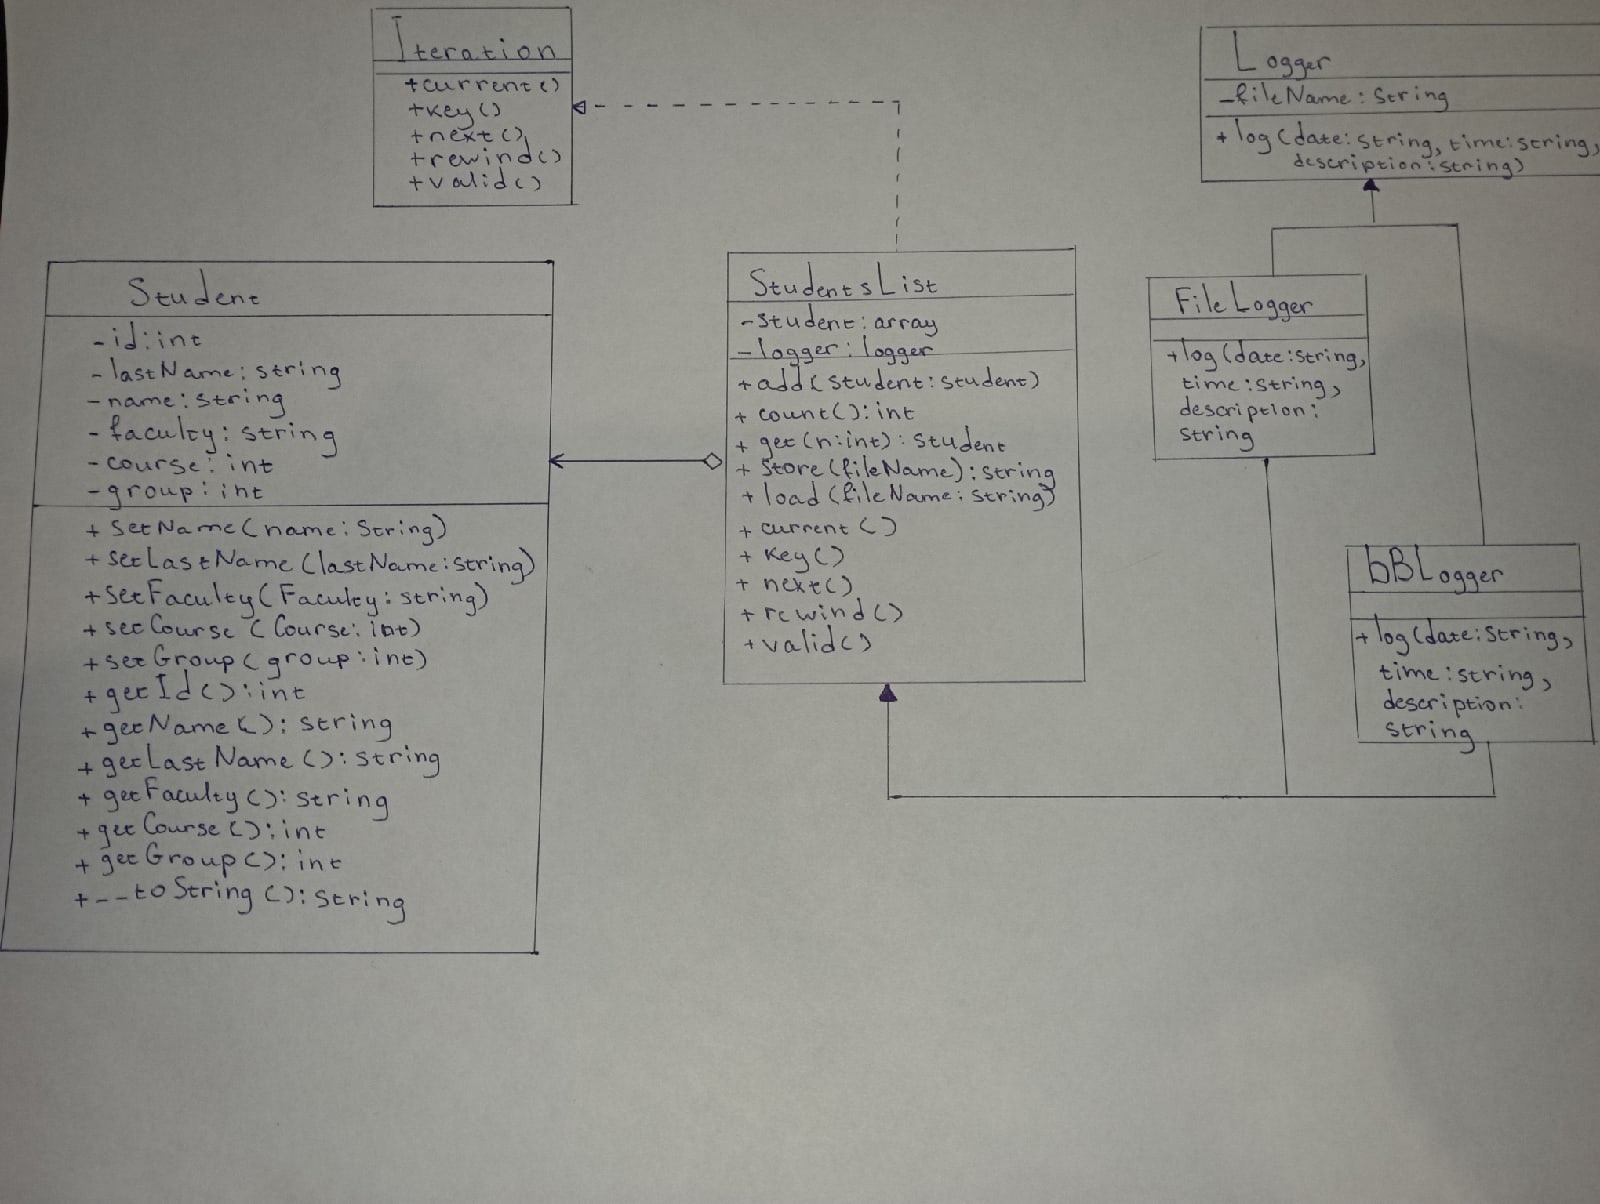 Iteration
+current()
+key()
+next()
+rewind()
+valid()
Logger
-fileName: String
+ log(date: string, time: string,
description: string)
Student
-id: int
-lastName: string
-name: string
-faculty: string
-course: int
-group: int
+ setName(name: String)
+setLastName(lastName: string)
+setFaculty(Faculty: string)
+setCourse(Course: int)
+setGroup(group: int)
+getId(): int
+getName(): string
+getLastName(): string
+ getFaculty(): string
+getCourse(): int
+getGroup(): int
+__toString(): string
StudentsList
-student: array
-logger: logger
+add(student: student)
+ count(): int
+ get(n: int): student
+ store(fileName): string
+ load(fileName: string)
+ current()
+ key()
+ next()
+ rewind()
+valid()
FileLogger
+log(date: string,
time: string,
description:
string
bBLogger
+log(date: string,
time: string,
description:
string